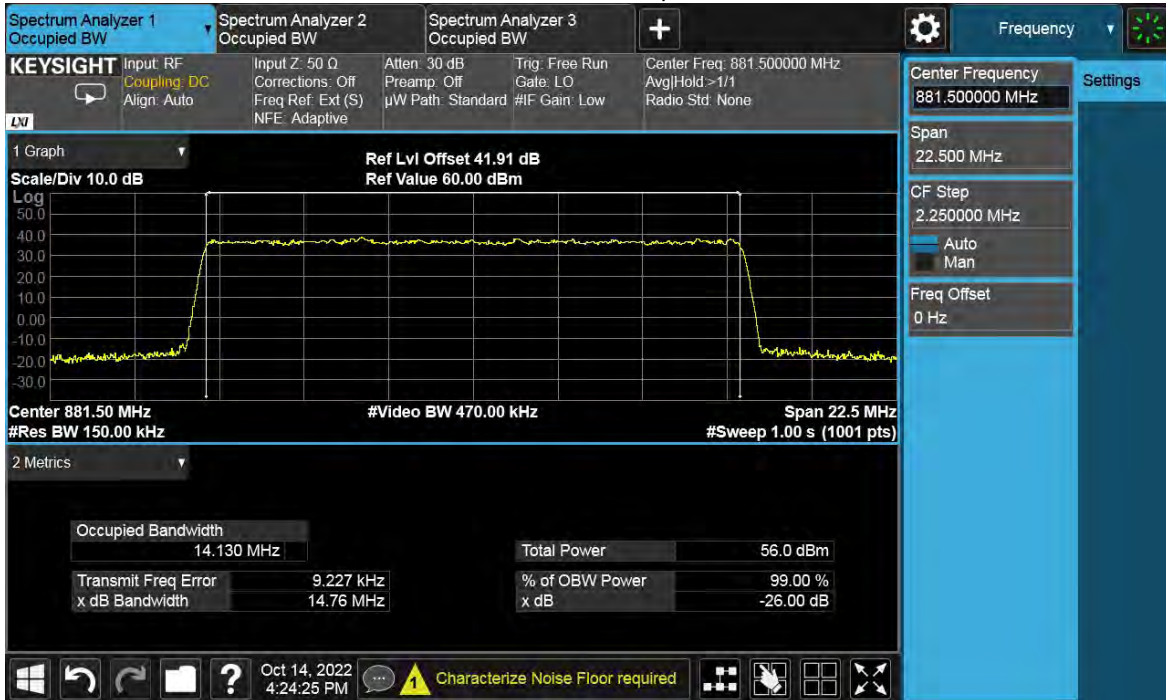 Spectrum Analyzer 1
Occupied BW
Spectrum Analyzer 2
Occupied BW
Spectrum Analyzer 3
Occupied BW
Frequency
KEYSIGHT
LXI
Input: RF
Coupling: DC
Align: Auto
Input Z: 50 Ω
Corrections: Off
Freq Ref: Ext (S)
NFE: Adaptive
Atten: 30 dB
Preamp: Off
µW Path: Standard
Trig: Free Run
Gate: LO
#IF Gain: Low
Center Freq: 881.500000 MHz
Avg|Hold:>1/1
Radio Std: None
Center Frequency
881.500000 MHz
Settings
Span
22.500 MHz
CF Step
2.250000 MHz
Auto
Man
Freq Offset
0 Hz
1 Graph
Scale/Div 10.0 dB
Ref Lvl Offset 41.91 dB
Ref Value 60.00 dBm
Log
50.0
40.0
30.0
20.0
10.0
0.00
-10.0
-20.0
-30.0
Center 881.50 MHz
#Video BW 470.00 kHz
Span 22.5 MHz
#Res BW 150.00 kHz
#Sweep 1.00 s (1001 pts)
2 Metrics
Occupied Bandwidth
14.130 MHz
Total Power 56.0 dBm
Transmit Freq Error 9.227 kHz
% of OBW Power 99.00 %
x dB Bandwidth 14.76 MHz
x dB -26.00 dB
?
Oct 14, 2022
4:24:25 PM
1
Characterize Noise Floor required